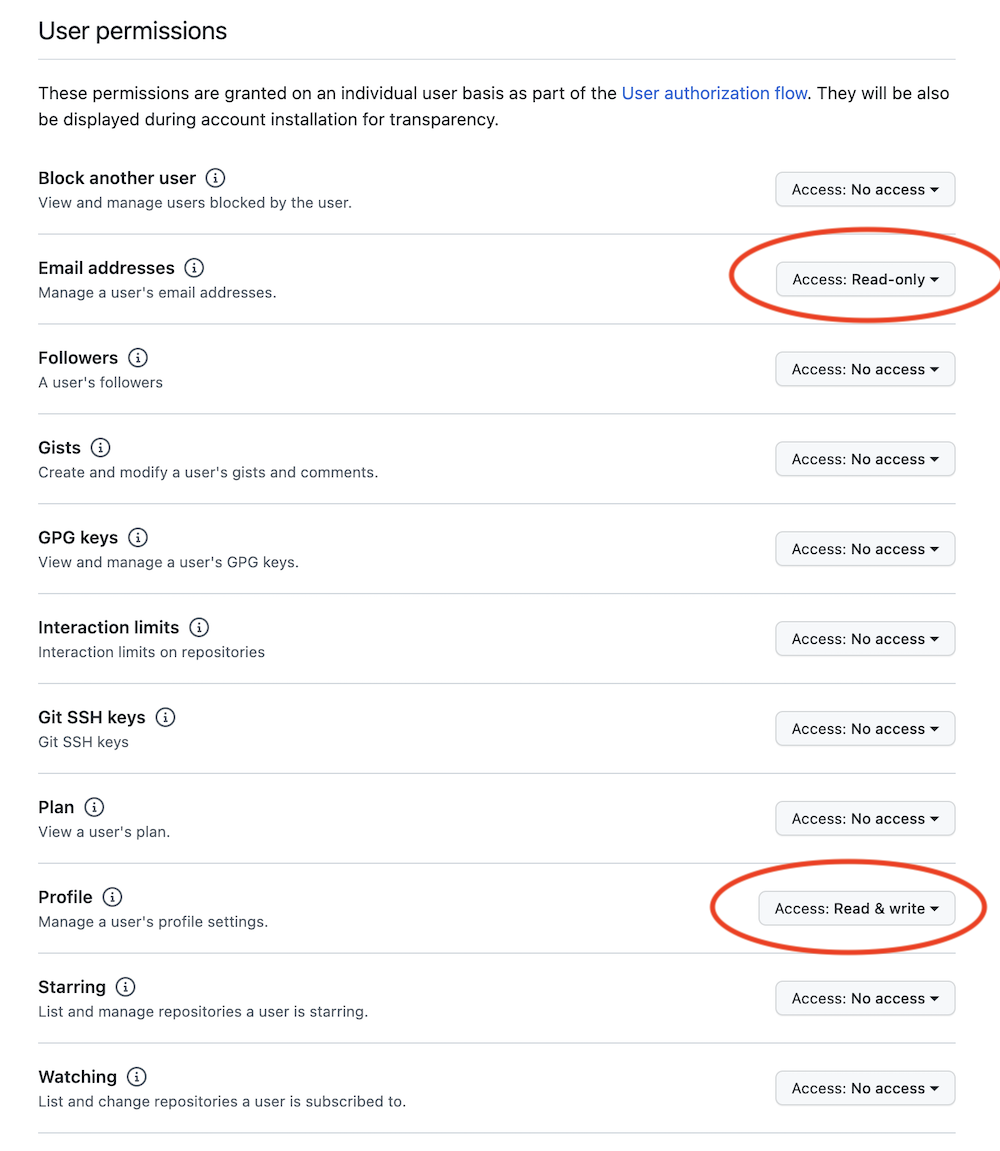 User permissions
These permissions are granted on an individual user basis as part of the User authorization flow. They will be also
be displayed during account installation for transparency.
Block another user
View and manage users blocked by the user.
Access: No access
Email addresses
Manage a user's email addresses.
Access: Read-only
Followers
A user's followers
Access: No access
Gists
Create and modify a user's gists and comments.
Access: No access
GPG keys
View and manage a user's GPG keys.
Access: No access
Interaction limits
Interaction limits on repositories
Access: No access
Git SSH keys
Git SSH keys
Access: No access
Plan
View a user's plan.
Access: No access
Profile
Manage a user's profile settings.
Access: Read & write
Starring
List and manage repositories a user is starring.
Access: No access
Watching
List and change repositories a user is subscribed to.
Access: No access